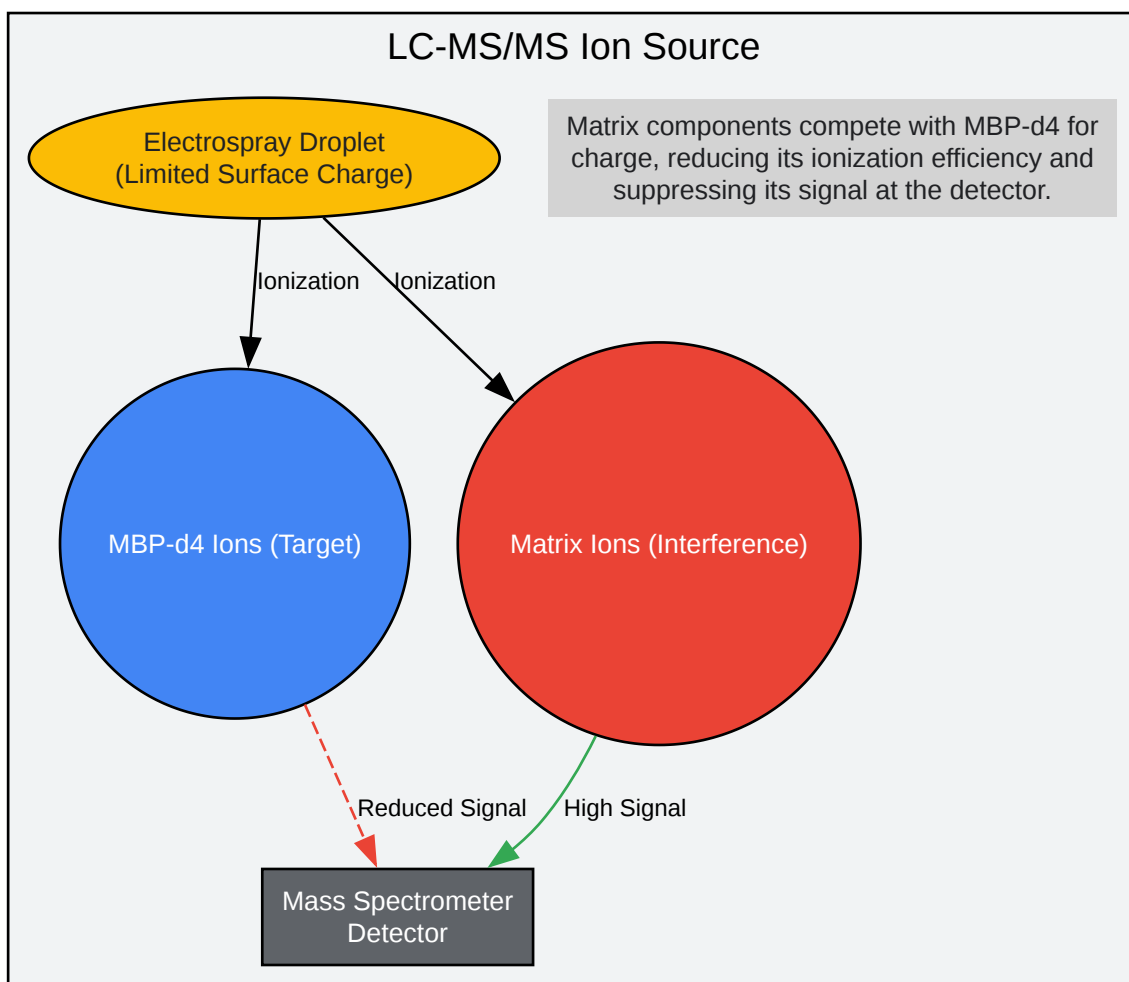 LC-MS/MS Ion Source
Electrospray Droplet
(Limited Surface Charge)
Matrix components compete with MBP-d4 for
charge, reducing its ionization efficiency and
suppressing its signal at the detector.
Ionization
Ionization
MBP-d4 Ions (Target)
Matrix Ions (Interference)
Reduced Signal
High Signal
Mass Spectrometer
Detector